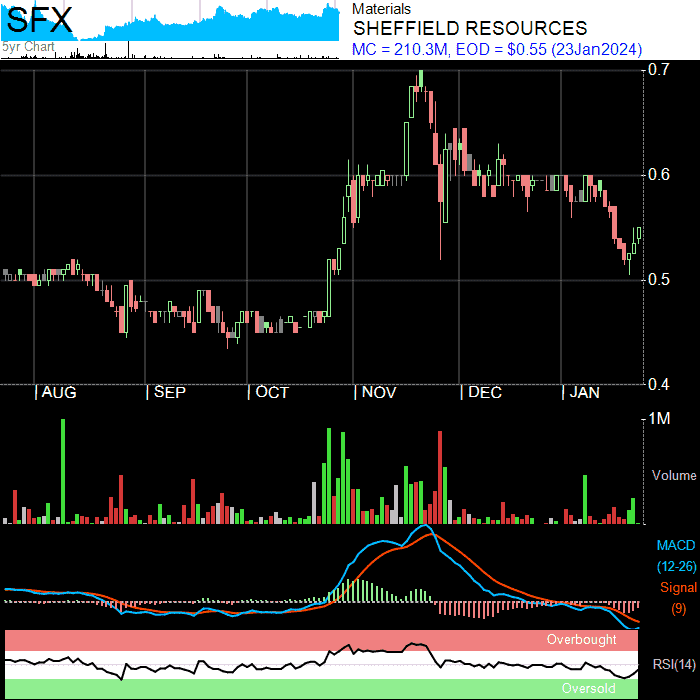 SFX
5yr Chart
Materials
SHEFFIELD RESOURCES
MC = 210.3M, EOD = $0.55 (23Jan2024)
0.7
0.6
0.5
0.4
AUG SEP OCT NOV DEC JAN
1M
Volume
MACD
(12-26)
Signal
(9)
Overbought
RSI(14)
Oversold